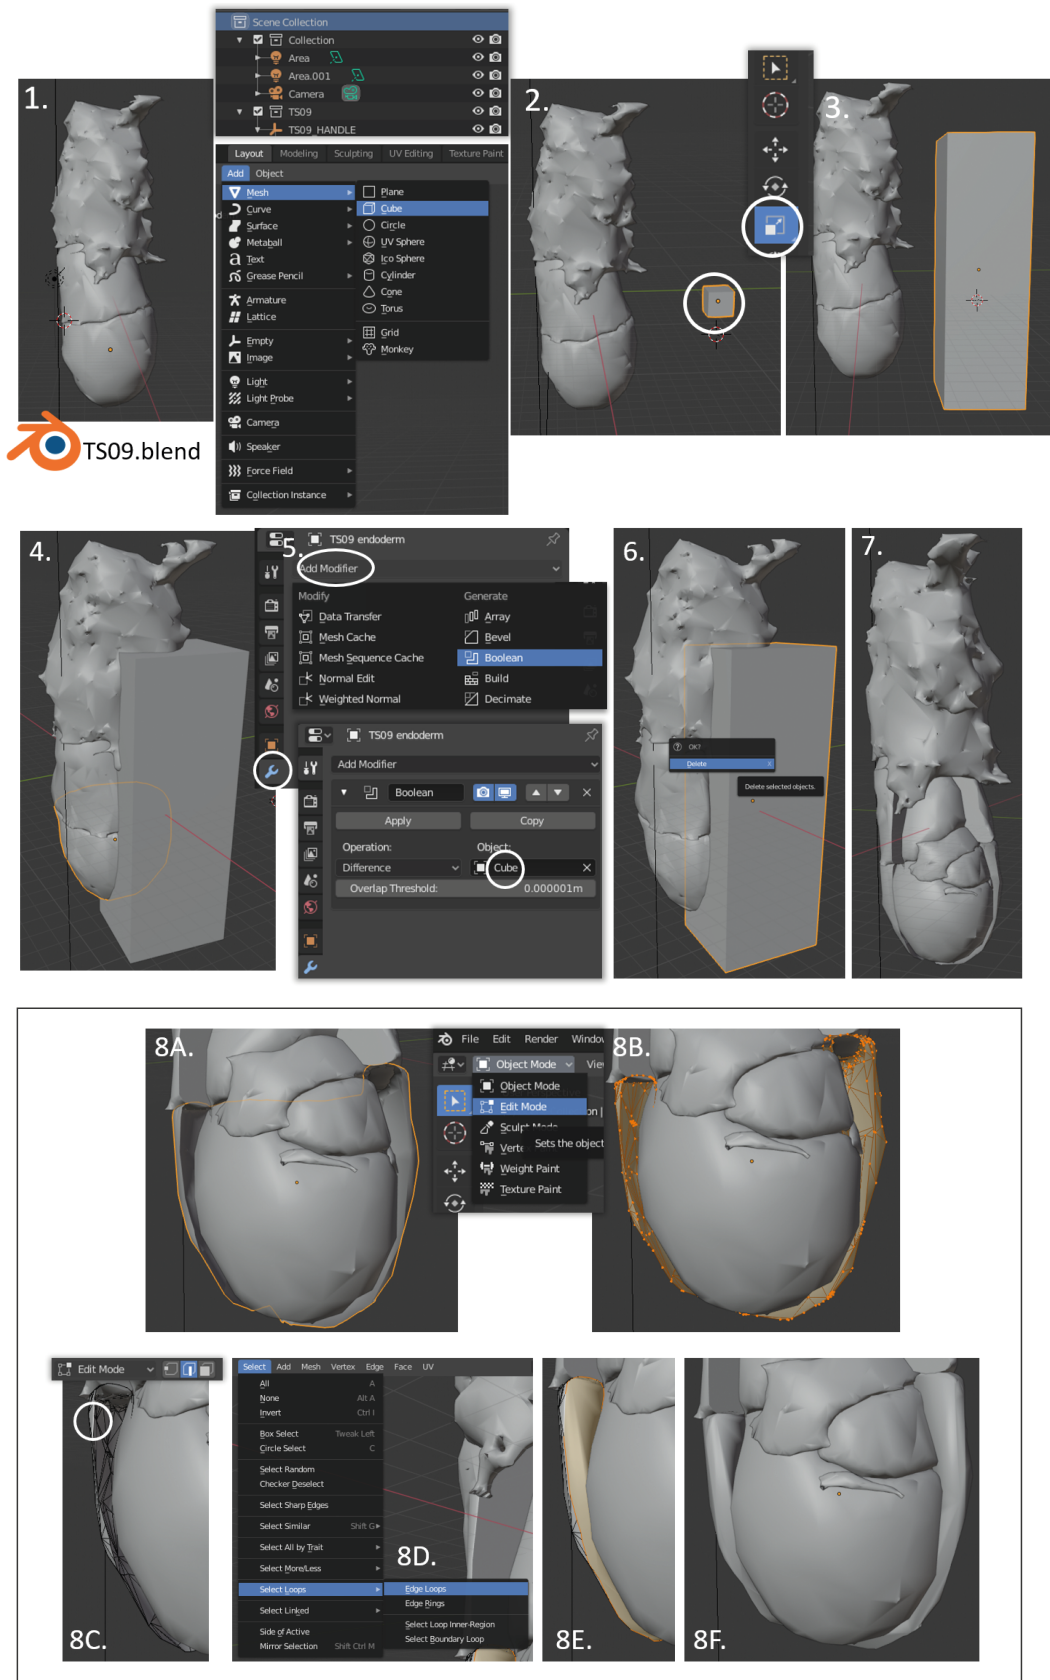 1.
Scene Collection
Collection
Area
Area.001
Camera
TS09
TS09_HANDLE
Layout Modeling Sculpting UV Editing Texture Paint
Add Object
Mesh
Curve
Surface
Metaball
Text
Grease Pencil
Armature
Lattice
Empty
Image
Light
Light Probe
Camera
Speaker
Force Field
Collection Instance
Plane
Cube
Circle
UV Sphere
Ico Sphere
Cylinder
Cone
Torus
Grid
Monkey
2.
3.
TS09.blend
4.
5.
TS09 endoderm
Add Modifier
Modify
Data Transfer
Mesh Cache
Mesh Sequence Cache
Normal Edit
Weighted Normal
Generate
Array
Bevel
Boolean
Build
Decimate
TS09 endoderm
Add Modifier
Boolean
Apply Copy
Operation: Object:
Difference Cube
Overlap Threshold: 0.000001m
6.
OK?
Delete
Delete selected objects.
7.
8A.
File Edit Render Window
Object Mode Vie
Object Mode
Edit Mode
Sculpt Mode
Verte
Sets the object
Weight Paint
Texture Paint
on |
8B.
Edit Mode
8C.
Select Add Mesh Vertex Edge Face UV
All A
None Alt A
Invert Ctrl I
Box Select Tweak Left
Circle Select C
Select Random
Checker Deselect
Select Sharp Edges
Select Similar Shift G
Select All by Trait
Select More/Less
Select Loops
Select Linked
Side of Active
Mirror Selection Shift Ctrl M
8D.
Edge Loops
Edge Rings
Select Loop Inner-Region
Select Boundary Loop
8E.
8F.